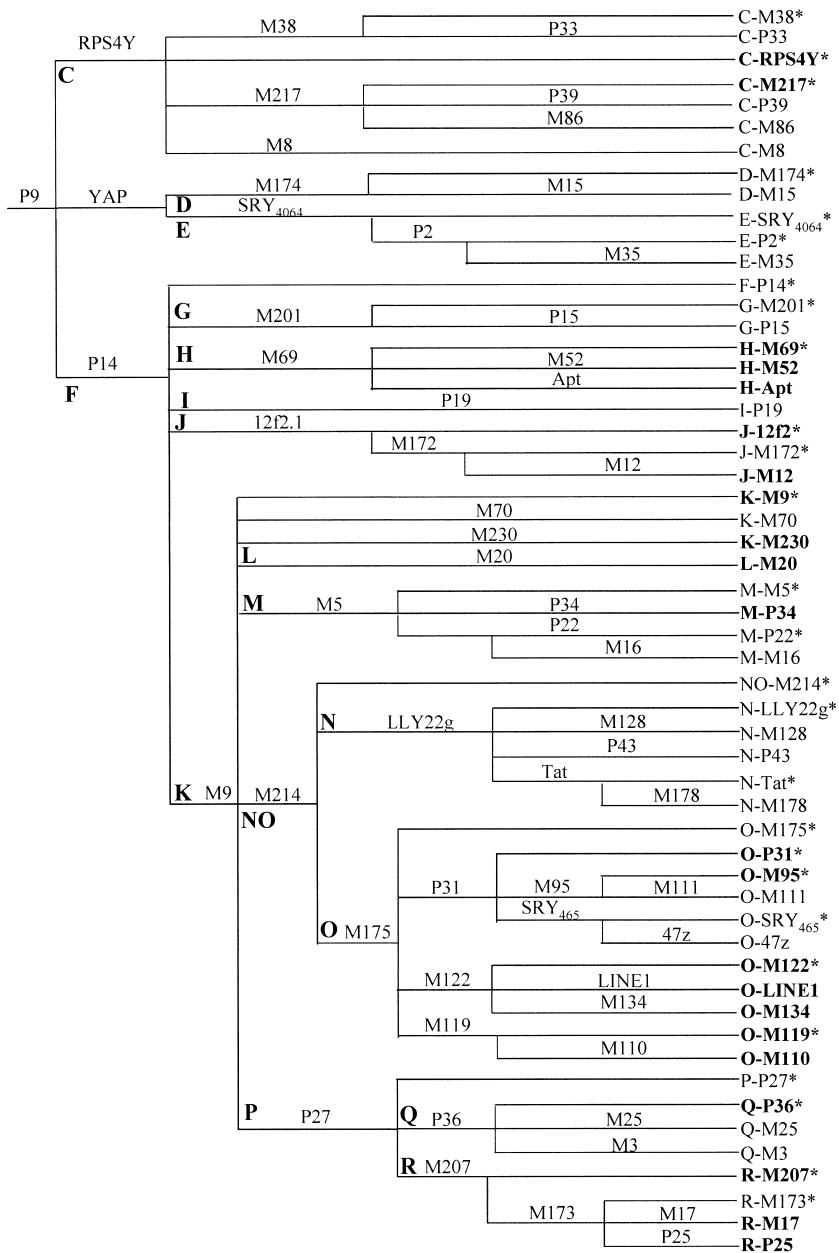 C-M38*
M38
P33
C-P33
RPS4Y
C-RPS4Y*
C
C-M217*
M217
P39
C-P39
M86
C-M86
M8
C-M8
D-M174*
M174
M15
D-M15
P9
YAP
D
SRY4064
E-SRY4064*
E
P2
E-P2*
M35
E-M35
F-P14*
G-M201*
G
M201
P15
G-P15
H-M69*
H
M69
M52
H-M52
P14
Apt
H-Apt
F
I
P19
I-P19
J
12f2.1
J-12f2*
M172
J-M172*
M12
J-M12
K-M9*
M70
K-M70
M230
K-M230
L
M20
L-M20
M-M5*
M
M5
P34
M-P34
P22
M-P22*
M16
M-M16
NO-M214*
N-LLY22g*
N
LLY22g
M128
N-M128
P43
N-P43
Tat
N-Tat*
K
M9
M214
M178
N-M178
NO
O-M175*
O-P31*
O-M95*
P31
M95
M111
O-M111
SRY465
O-SRY465*
O
M175
47z
O-47z
O-M122*
M122
LINE1
O-LINE1
M134
O-M134
M119
O-M119*
M110
O-M110
P-P27*
Q-P36*
P
P27
Q
P36
M25
Q-M25
M3
Q-M3
R
M207
R-M207*
R-M173*
M173
M17
R-M17
P25
R-P25